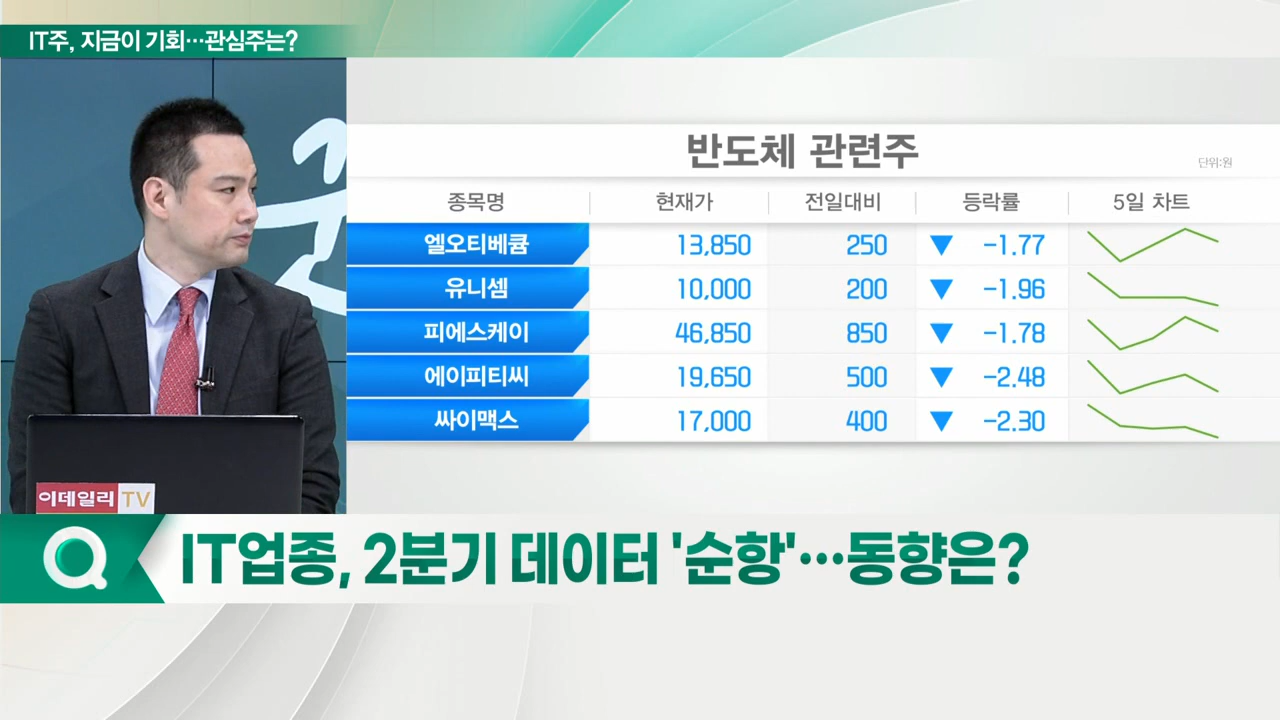 IT주, 지금이 기회…관심주는?
반도체 관련주
단위:원
종목명 현재가 전일대비 등락률 5일 차트
엘오티베큠 13,850 250 ▼ -1.77
유니셈 10,000 200 ▼ -1.96
피에스케이 46,850 850 ▼ -1.78
에이피티씨 19,650 500 ▼ -2.48
싸이맥스 17,000 400 ▼ -2.30
이데일리 TV
Q IT업종, 2분기 데이터 '순항'…동향은?